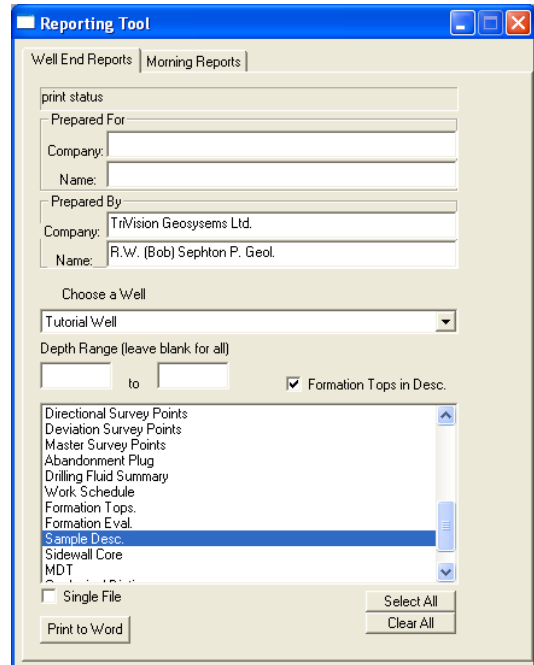 Reporting Tool
Well End Reports Morning Reports
print status
Prepared For
Company:
Name:
Prepared By
Company: TriVision Geosysems Ltd.
Name: R.W. (Bob) Sephton P. Geol.
Choose a Well
Tutorial Well
Depth Range (leave blank for all)
to Formation Tops in Desc.
Directional Survey Points
Deviation Survey Points
Master Survey Points
Abandonment Plug
Drilling Fluid Summary
Work Schedule
Formation Tops.
Formation Eval.
Sample Desc.
Sidewall Core
MDT
Single File
Select All
Print to Word
Clear All